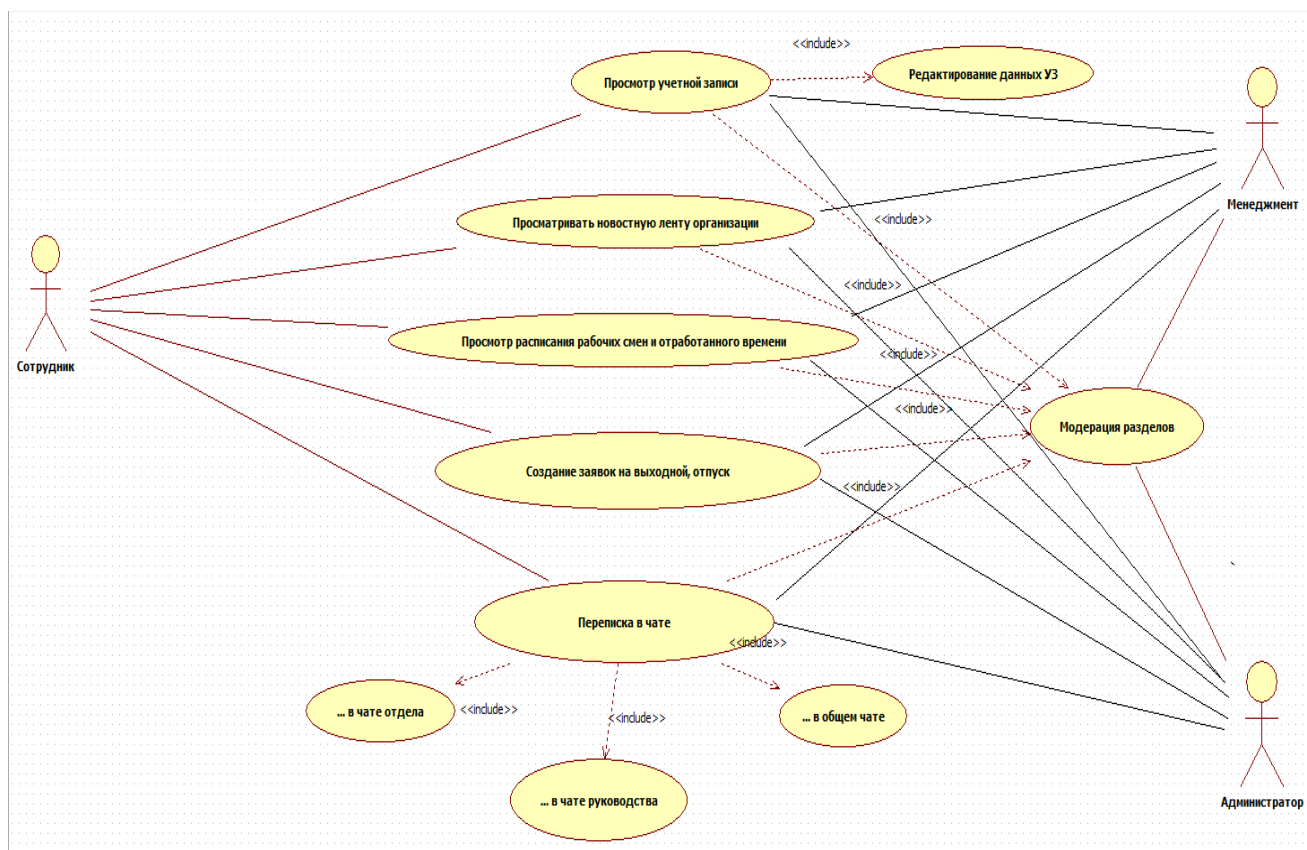 <<include>>
Просмотр учетной записи
Редактирование данных УЗ
Менеджмент
Просматривать новостную ленту организации
<<include>>
Сотрудник
<<include>>
Просмотр расписания рабочих смен и отработанного времени
<<include>>
<<include>>
Модерация разделов
Создание заявок на выходной, отпуск
<<include>>
Переписка в чате
<<include>>
... в чате отдела
<<include>>
<<include>>
... в общем чате
... в чате руководства
Администратор